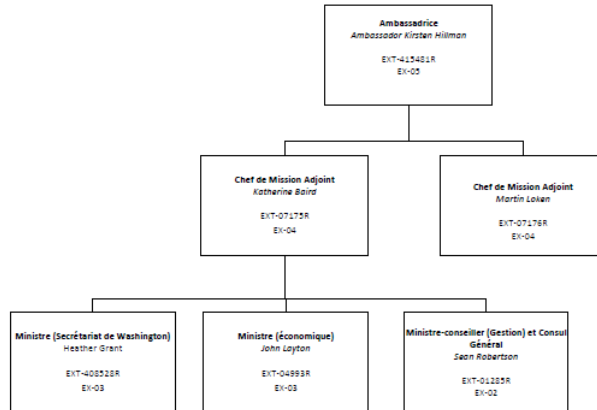 Ambassadrice
Ambassador Kirsten Hillman
EXT-415481R
EX-05
Chef de Mission Adjoint
Katherine Baird
EXT-07175R
EX-04
Chef de Mission Adjoint
Martin Loken
EXT-07176R
EX-04
Ministre (Secrétariat de Washington)
Heather Grant
EXT-408528R
EX-03
Ministre (économique)
John Layton
EXT-04993R
EX-03
Ministre-conseiller (Gestion) et Consul
Général
Sean Robertson
EXT-01285R
EX-02